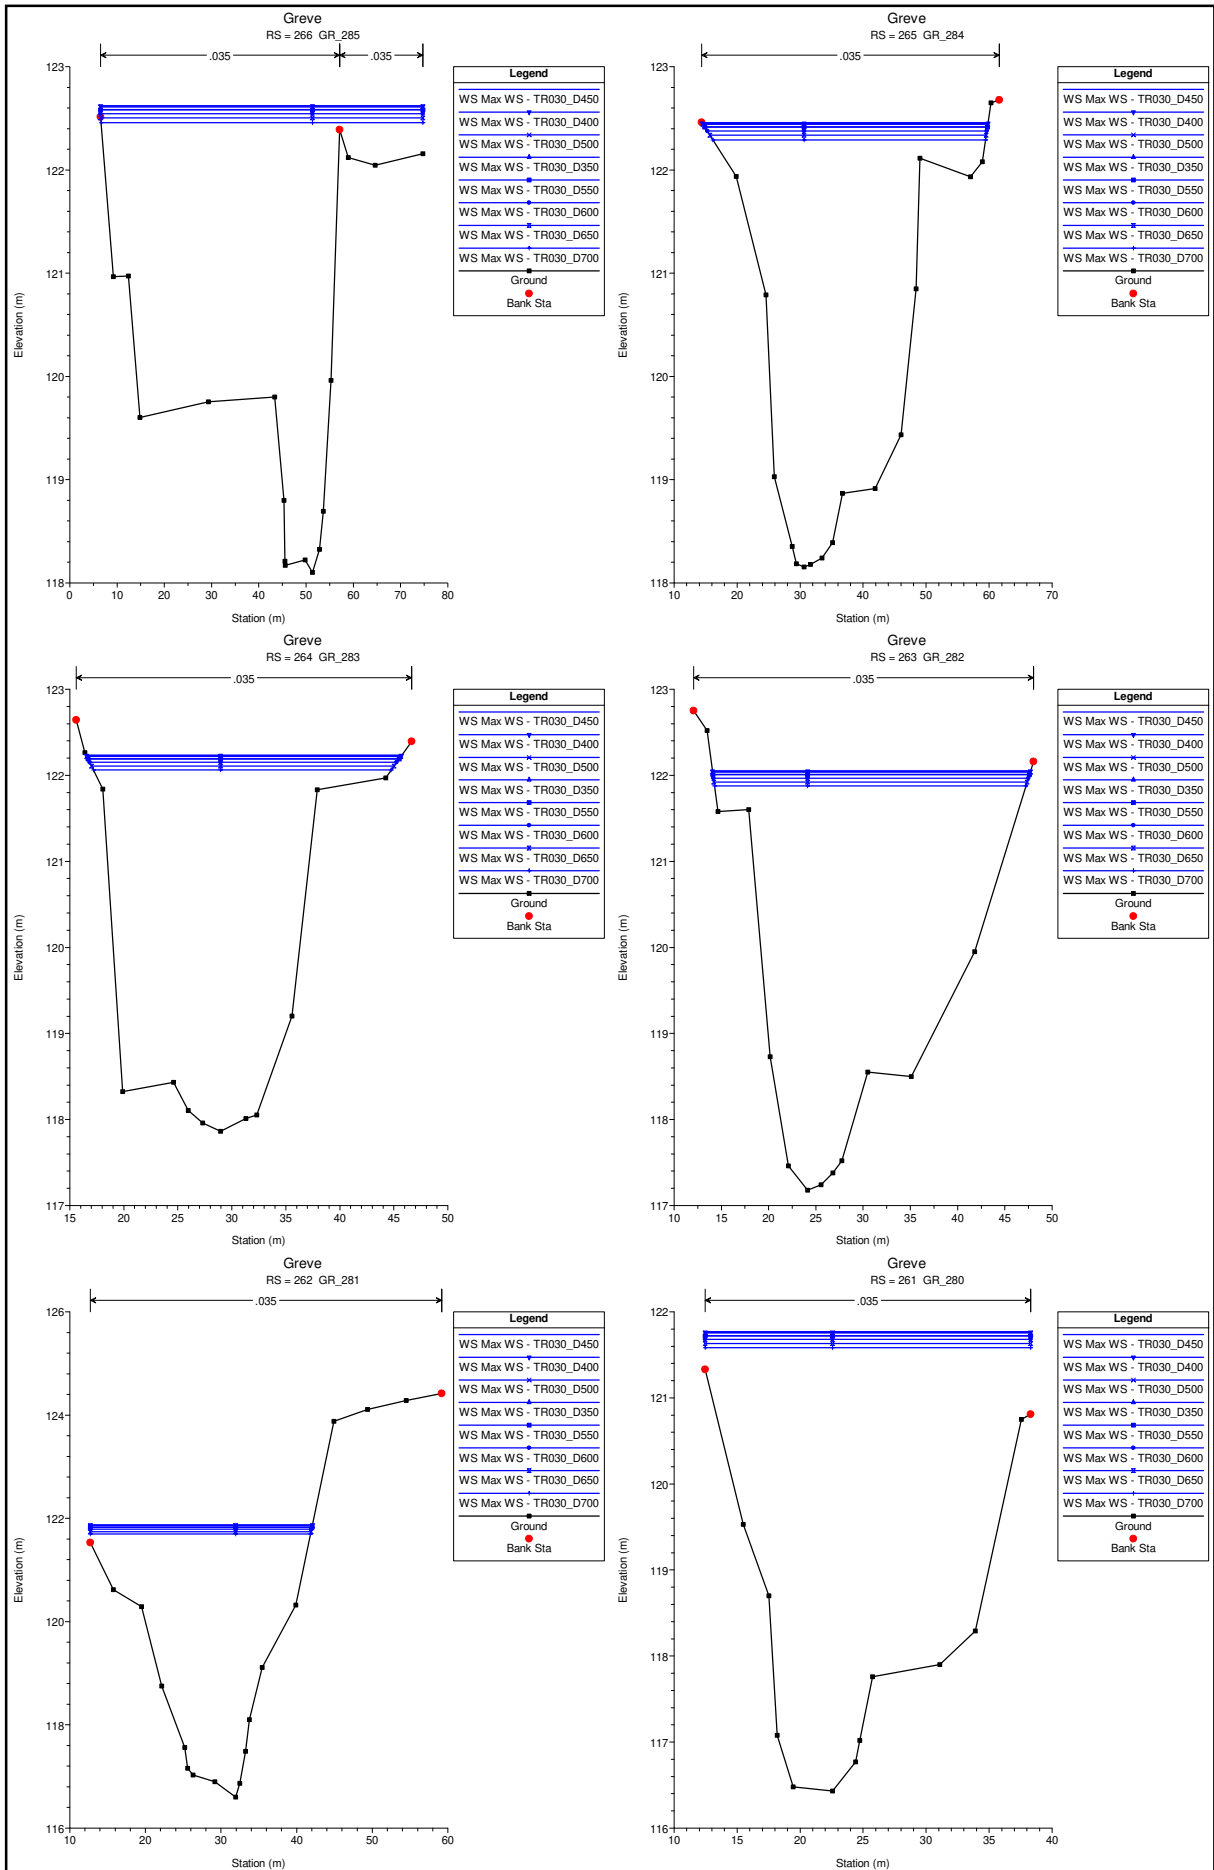 Greve
RS = 266 GR_285
.035
.035
Legend
WS Max WS - TR030_D450
WS Max WS - TR030_D400
WS Max WS - TR030_D500
WS Max WS - TR030_D350
WS Max WS - TR030_D550
WS Max WS - TR030_D600
WS Max WS - TR030_D650
WS Max WS - TR030_D700
Ground
Bank Sta
123
122
121
120
119
118
Elevation (m)
0 10 20 30 40 50 60 70 80
Station (m)
Greve
RS = 265 GR_284
.035
Legend
WS Max WS - TR030_D450
WS Max WS - TR030_D400
WS Max WS - TR030_D500
WS Max WS - TR030_D350
WS Max WS - TR030_D550
WS Max WS - TR030_D600
WS Max WS - TR030_D650
WS Max WS - TR030_D700
Ground
Bank Sta
123
122
121
120
119
118
Elevation (m)
10 20 30 40 50 60 70
Station (m)
Greve
RS = 264 GR_283
.035
Legend
WS Max WS - TR030_D450
WS Max WS - TR030_D400
WS Max WS - TR030_D500
WS Max WS - TR030_D350
WS Max WS - TR030_D550
WS Max WS - TR030_D600
WS Max WS - TR030_D650
WS Max WS - TR030_D700
Ground
Bank Sta
123
122
121
120
119
118
117
Elevation (m)
15 20 25 30 35 40 45 50
Station (m)
Greve
RS = 263 GR_282
.035
Legend
WS Max WS - TR030_D450
WS Max WS - TR030_D400
WS Max WS - TR030_D500
WS Max WS - TR030_D350
WS Max WS - TR030_D550
WS Max WS - TR030_D600
WS Max WS - TR030_D650
WS Max WS - TR030_D700
Ground
Bank Sta
123
122
121
120
119
118
117
Elevation (m)
10 20 30 40 50
Station (m)
Greve
RS = 262 GR_281
.035
Legend
WS Max WS - TR030_D450
WS Max WS - TR030_D400
WS Max WS - TR030_D500
WS Max WS - TR030_D350
WS Max WS - TR030_D550
WS Max WS - TR030_D600
WS Max WS - TR030_D650
WS Max WS - TR030_D700
Ground
Bank Sta
126
124
122
120
118
116
Elevation (m)
10 20 30 40 50 60
Station (m)
Greve
RS = 261 GR_280
.035
Legend
WS Max WS - TR030_D450
WS Max WS - TR030_D400
WS Max WS - TR030_D500
WS Max WS - TR030_D350
WS Max WS - TR030_D550
WS Max WS - TR030_D600
WS Max WS - TR030_D650
WS Max WS - TR030_D700
Ground
Bank Sta
122
121
120
119
118
117
116
Elevation (m)
10 20 30 40
Station (m)